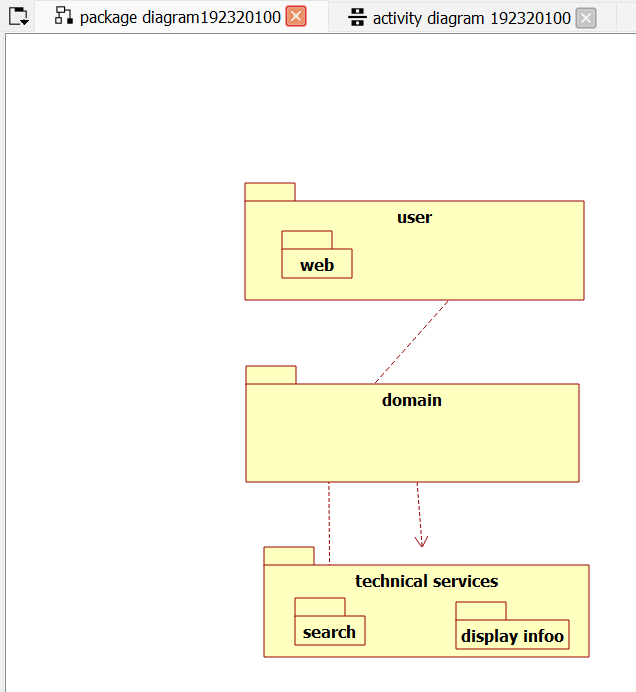 package diagram192320100
activity diagram 192320100
user
web
domain
technical services
search
display infoo